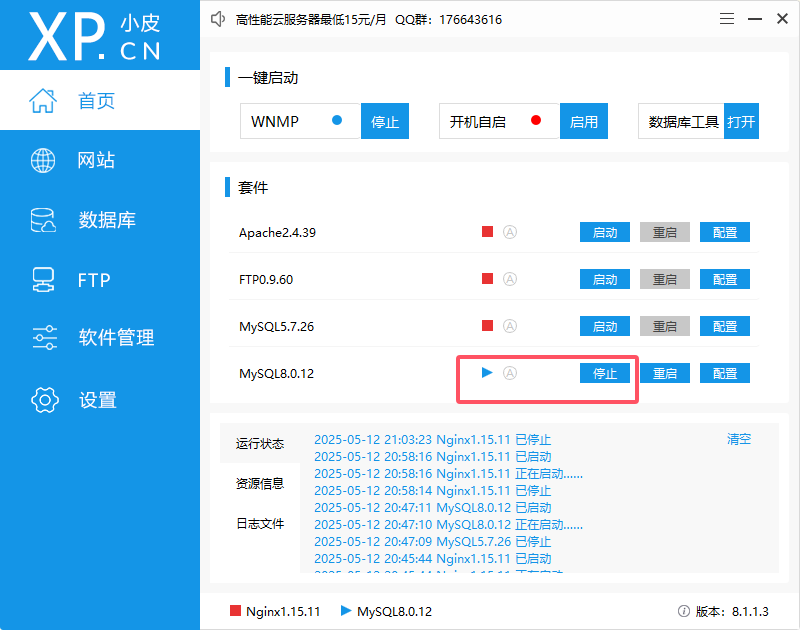 XP.CN 小皮
高性能云服务器最低15元/月 QQ群：176643616
首页
网站
数据库
FTP
软件管理
设置
一键启动
WNMP 停止 开机自启 启用 数据库工具 打开
套件
Apache2.4.39 A 启动 重启 配置
FTP0.9.60 A 启动 重启 配置
MySQL5.7.26 A 启动 重启 配置
MySQL8.0.12 A 停止 重启 配置
运行状态
资源信息
日志文件
清空
2025-05-12 21:03:23 Nginx1.15.11 已停止
2025-05-12 20:58:16 Nginx1.15.11 已启动
2025-05-12 20:58:16 Nginx1.15.11 正在启动......
2025-05-12 20:58:14 Nginx1.15.11 已停止
2025-05-12 20:47:11 MySQL8.0.12 已启动
2025-05-12 20:47:10 MySQL8.0.12 正在启动......
2025-05-12 20:47:09 MySQL5.7.26 已停止
2025-05-12 20:45:44 Nginx1.15.11 已启动
Nginx1.15.11 MySQL8.0.12 版本：8.1.1.3